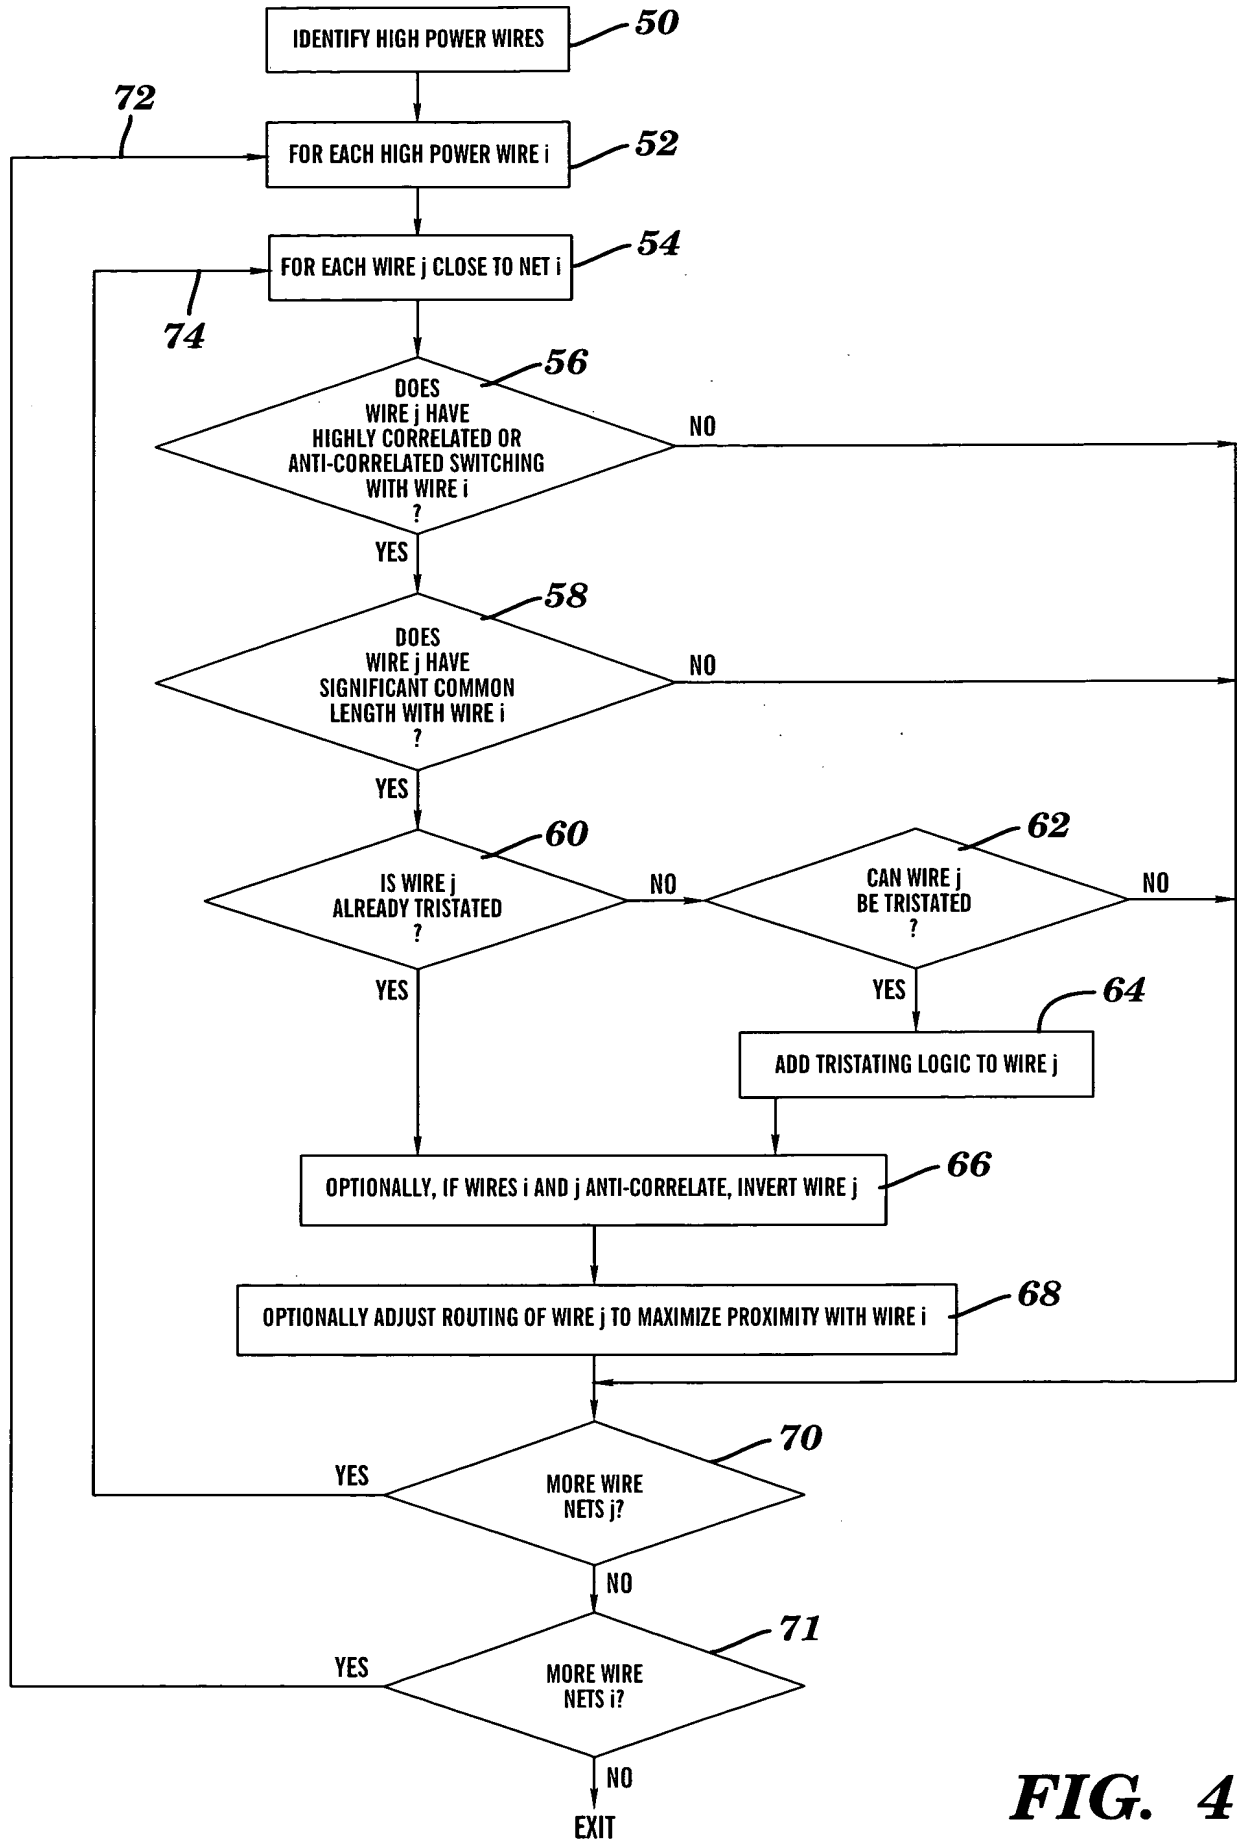 IDENTIFY HIGH POWER WIRES
50
72
FOR EACH HIGH POWER WIRE i
52
FOR EACH WIRE j CLOSE TO NET i
54
74
56
DOES
WIRE j HAVE
HIGHLY CORRELATED OR
ANTI-CORRELATED SWITCHING
WITH WIRE i
?
NO
YES
58
DOES
WIRE j HAVE
SIGNIFICANT COMMON
LENGTH WITH WIRE i
?
NO
YES
60
IS WIRE j
ALREADY TRISTATED
?
NO
YES
62
CAN WIRE j
BE TRISTATED
?
NO
YES
64
ADD TRISTATING LOGIC TO WIRE j
66
OPTIONALLY, IF WIRES i AND j ANTI-CORRELATE, INVERT WIRE j
68
OPTIONALLY ADJUST ROUTING OF WIRE j TO MAXIMIZE PROXIMITY WITH WIRE i
70
YES
MORE WIRE
NETS j?
NO
71
YES
MORE WIRE
NETS i?
NO
EXIT
FIG. 4